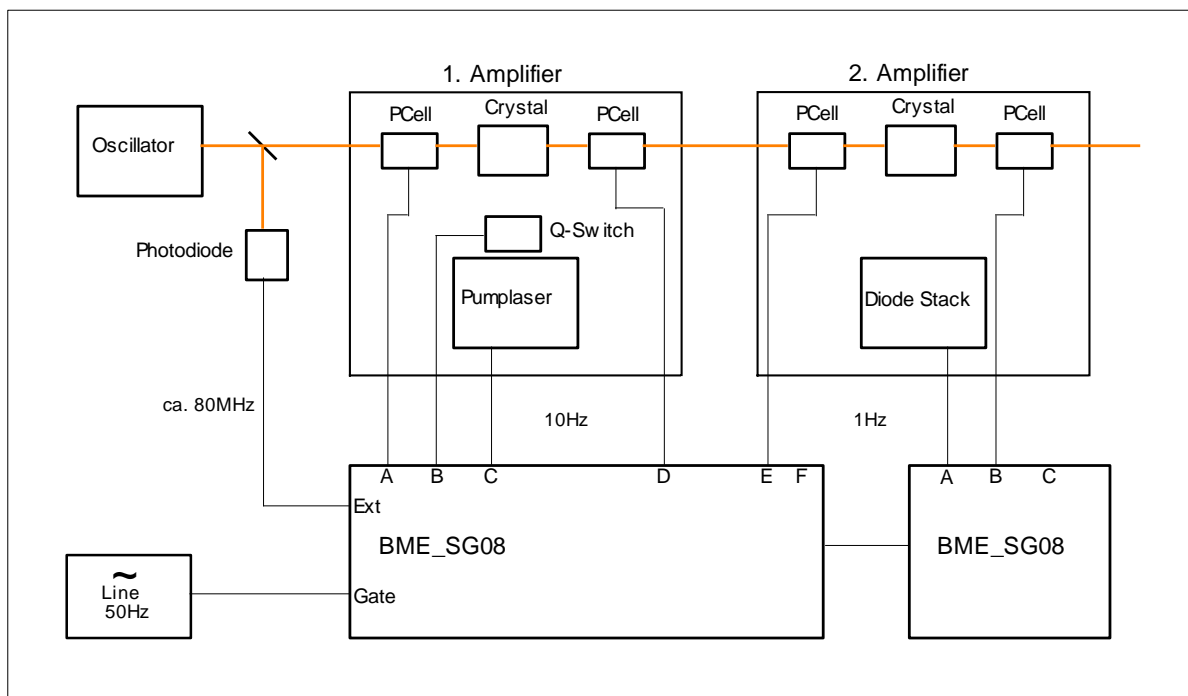 1. Amplifier
2. Amplifier
Oscillator
PCell
Crystal
PCell
PCell
Crystal
PCell
Photodiode
Q-Switch
Pumplaser
Diode Stack
ca. 80MHz
10Hz
1Hz
A B C D E F
A B C
Ext
BME_SG08
BME_SG08
~
Line
50Hz
Gate